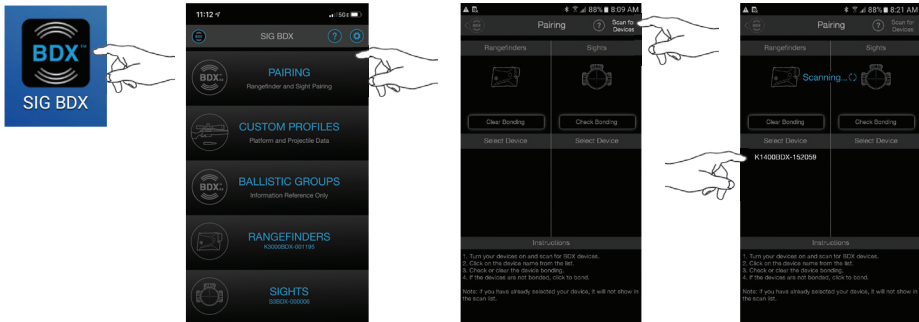 BDX™
SIG BDX
11:12
5G
SIG BDX
?
BDX™
PAIRING
Rangefinder and Sight Pairing
CUSTOM PROFILES
Platform and Projectile Data
BDX™
BALLISTIC GROUPS
Information Reference Only
RANGEFINDERS
K3000BDX-001195
SIGHTS
S3BDX-000006
88% 8:09 AM
Pairing
?
Scan for
Devices
Rangefinders
Sights
Clear Bonding
Check Bonding
Select Device
Select Device
Instructions
1. Turn your devices on and scan for BDX devices.
2. Click on the device name from the list.
3. Check or clear the device bonding.
4. If the devices are not bonded, click to bond.
Note: If you have already selected your device, it will not show in
the scan list.
88% 8:21 AM
Pairing
?
Scan for
Devices
Rangefinders
Sights
Scanning...
Clear Bonding
Check Bonding
Select Device
Select Device
K1400BDX-152059
Instructions
1. Turn your devices on and scan for BDX devices.
2. Click on the device name from the list.
3. Check or clear the device bonding.
4. If the devices are not bonded, click to bond.
Note: If you have already selected your device, it will not show in
the scan list.